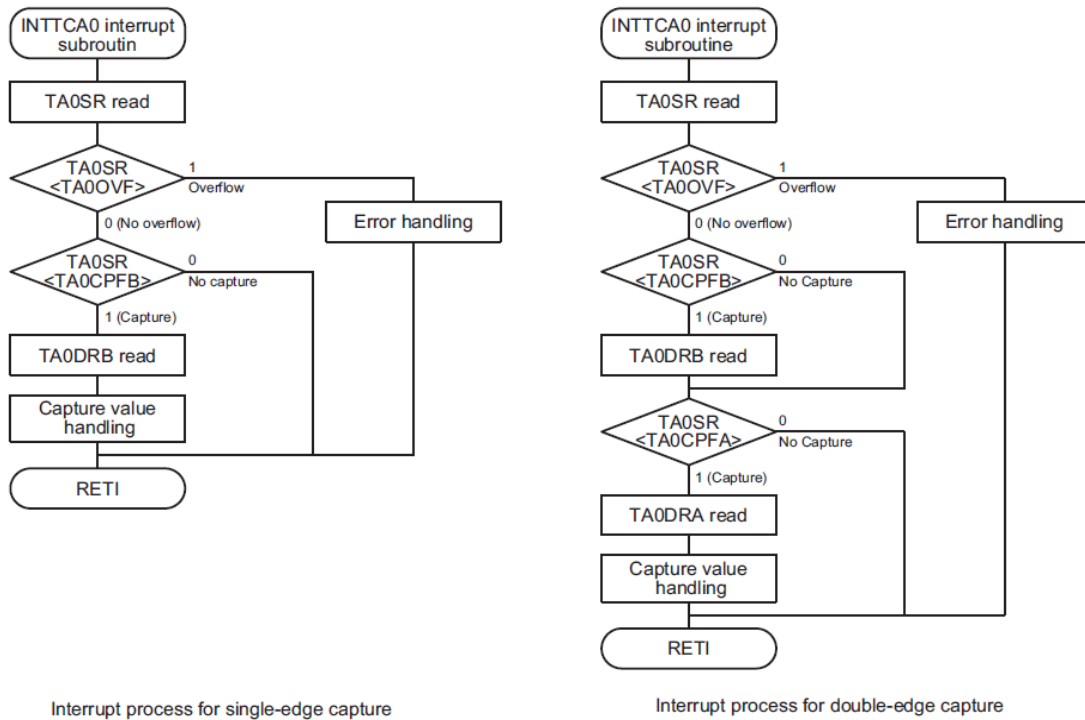 INTTCA0 interrupt
subroutin
TA0SR read
TA0SR
<TA0OVF>
1
Overflow
Error handling
0 (No overflow)
TA0SR
<TA0CPFB>
0
No capture
1 (Capture)
TA0DRB read
Capture value
handling
RETI
Interrupt process for single-edge capture
INTTCA0 interrupt
subroutine
TA0SR read
TA0SR
<TA0OVF>
1
Overflow
Error handling
0 (No overflow)
TA0SR
<TA0CPFB>
0
No Capture
1 (Capture)
TA0DRB read
TA0SR
<TA0CPFA>
0
No Capture
1 (Capture)
TA0DRA read
Capture value
handling
RETI
Interrupt process for double-edge capture